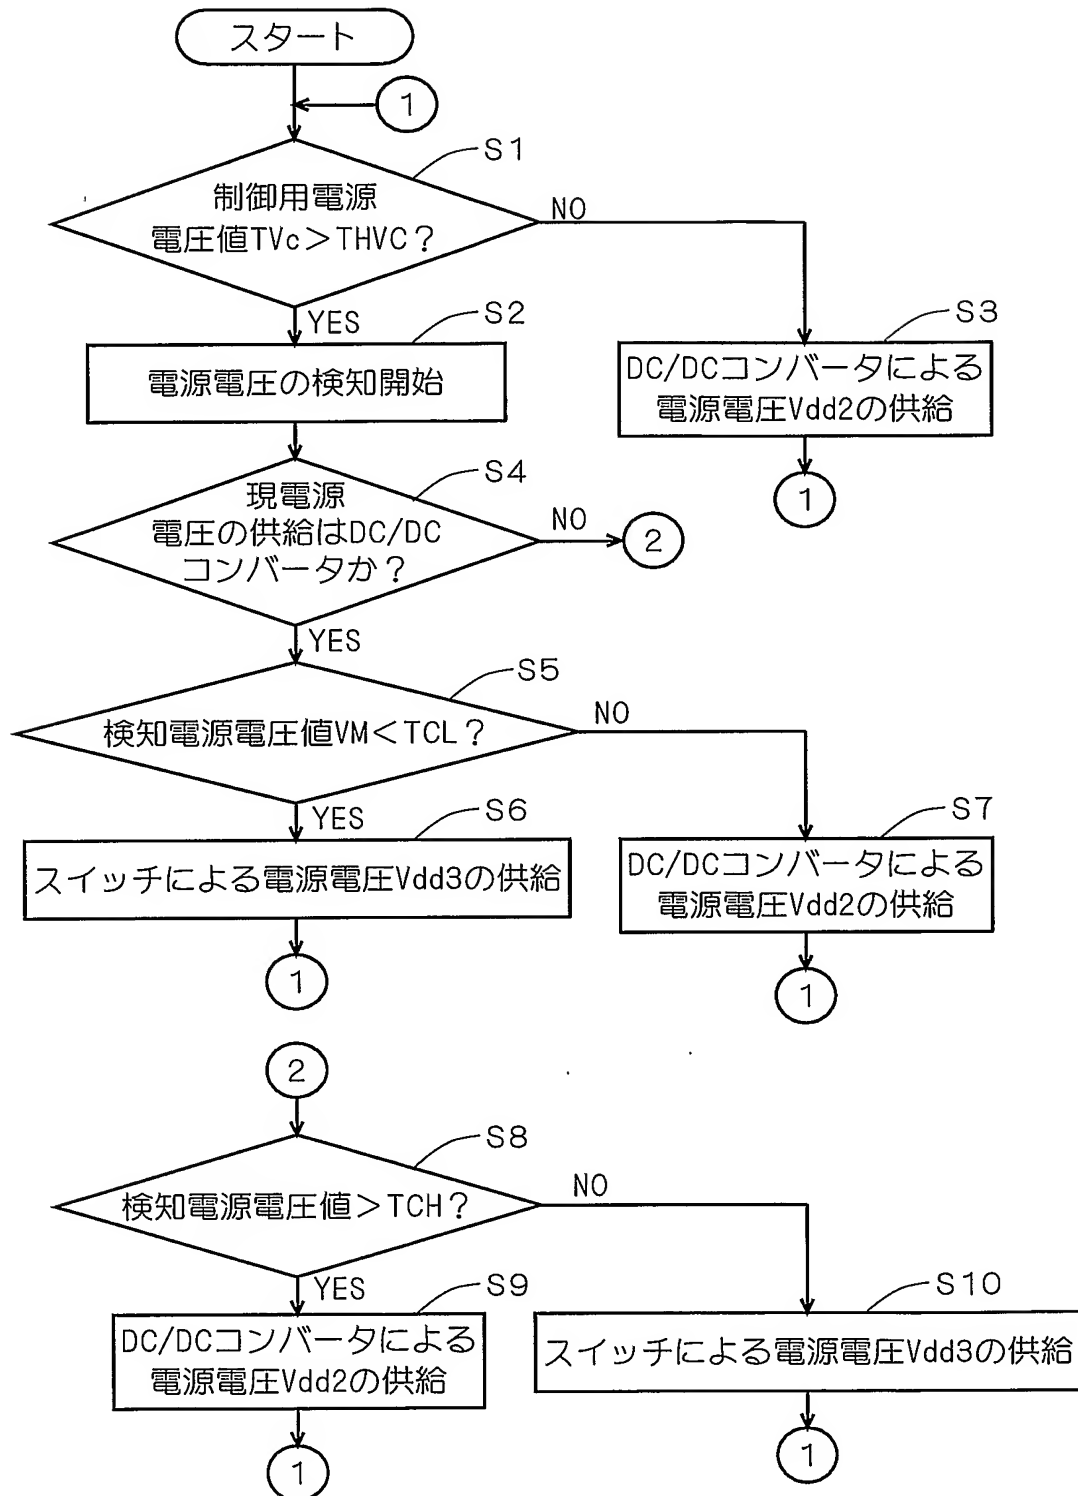 スタート
1
S1
制御用電源
電圧値TVc＞THVC？
NO
YES
S2
電源電圧の検知開始
S3
DC/DCコンバータによる
電源電圧Vdd2の供給
1
S4
現電源
電圧の供給はDC/DC
コンバータか？
NO
2
YES
S5
検知電源電圧値VM＜TCL？
NO
YES
S6
スイッチによる電源電圧Vdd3の供給
1
S7
DC/DCコンバータによる
電源電圧Vdd2の供給
1
2
S8
検知電源電圧値＞TCH？
NO
YES
S9
DC/DCコンバータによる
電源電圧Vdd2の供給
1
S10
スイッチによる電源電圧Vdd3の供給
1